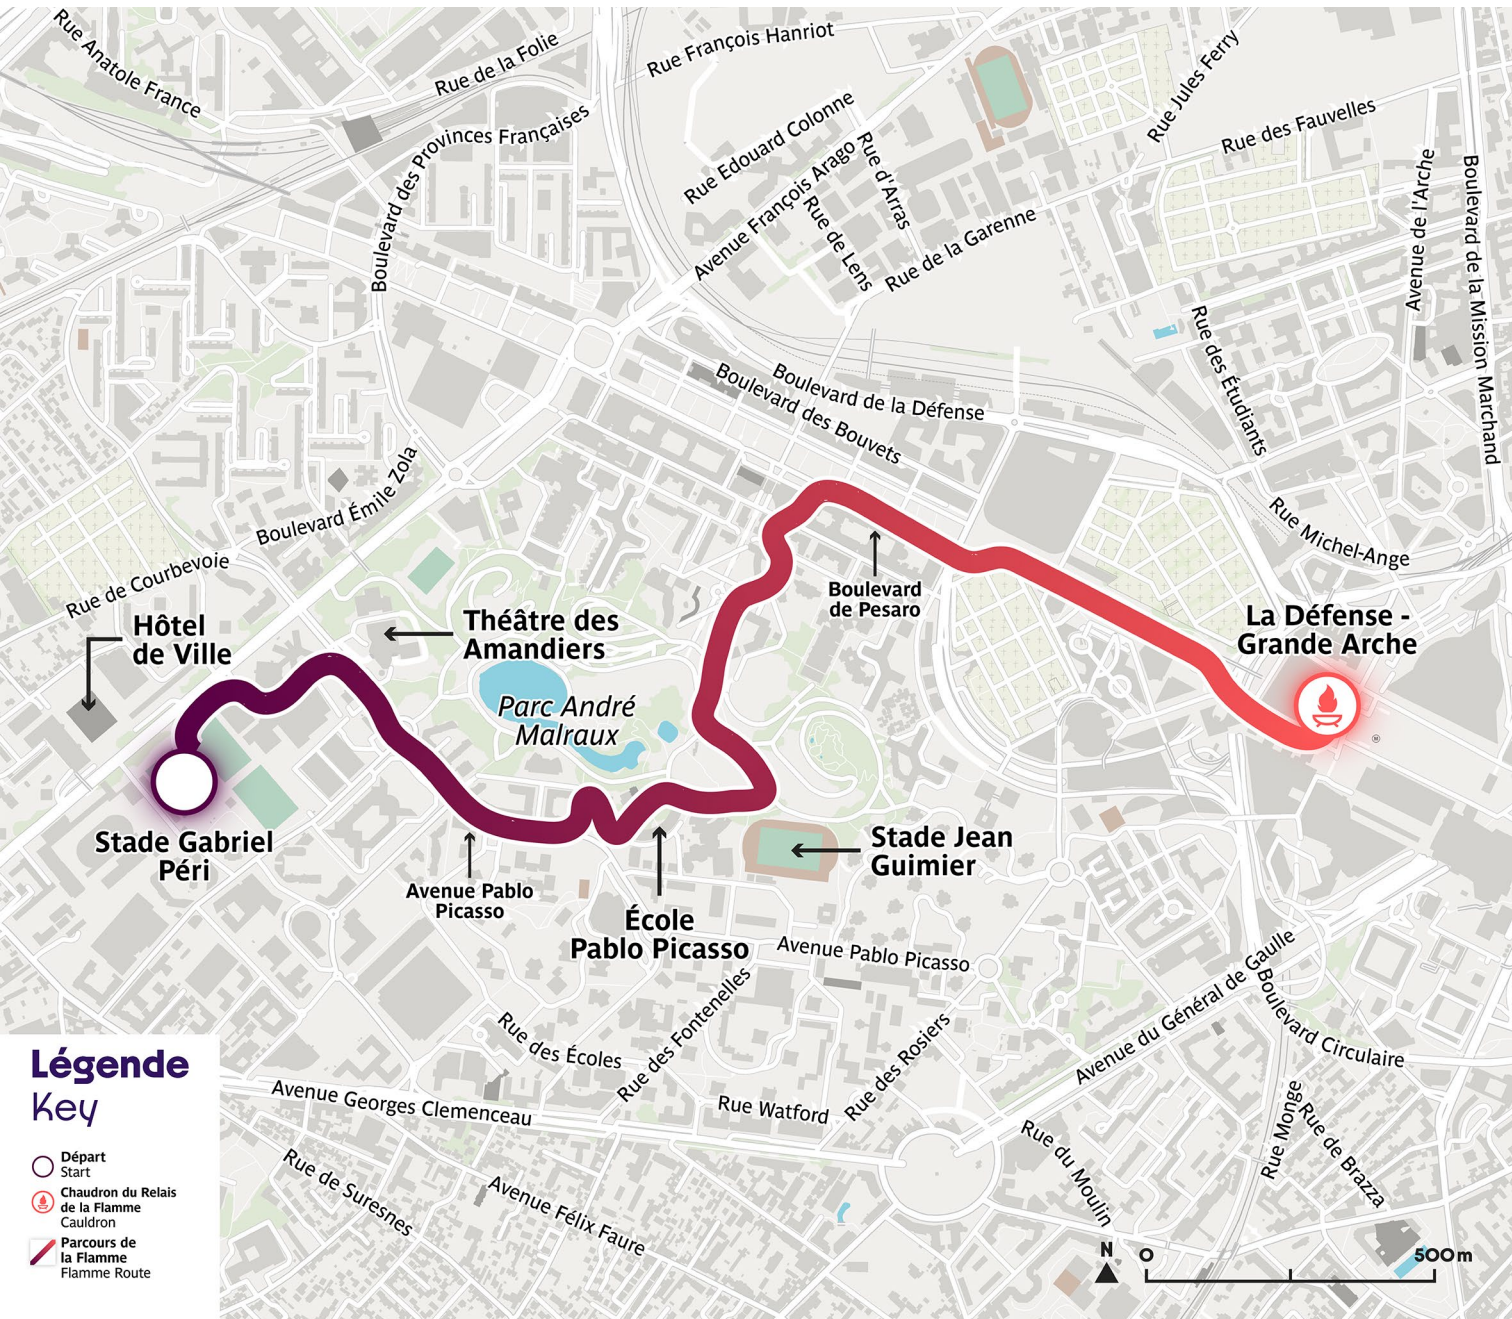 Rue Anatole France
Rue de la Folie
Rue François Hanriot
Rue Jules Ferry
Boulevard des Provinces Françaises
Rue Edouard Colonne
Rue des Fauvelles
Avenue François Arago
Rue d'Arras
Rue de Lens
Rue de la Garenne
Avenue de l'Arche
Boulevard de la Mission Marchand
Rue des Étudiants
Boulevard de la Défense
Boulevard des Bouvets
Boulevard Émile Zola
Rue de Courbevoie
Rue Michel-Ange
Boulevard
de Pesaro
Hôtel
de Ville
Théâtre des
Amandiers
La Défense -
Grande Arche
Parc André
Malraux
Stade Gabriel
Péri
Stade Jean
Guimier
Avenue Pablo
Picasso
École
Pablo Picasso
Avenue Pablo Picasso
Avenue du Général de Gaulle
Boulevard Circulaire
Rue des Écoles
Rue des Fontenelles
Rue des Rosiers
Avenue Georges Clemenceau
Rue Watford
Rue du Moulin
Rue Monge
Rue de Brazza
Rue de Suresnes
Avenue Félix Faure
Légende
Key
Départ
Start
Chaudron du Relais
de la Flamme
Cauldron
Parcours de
la Flamme
Flamme Route
N
0
500m